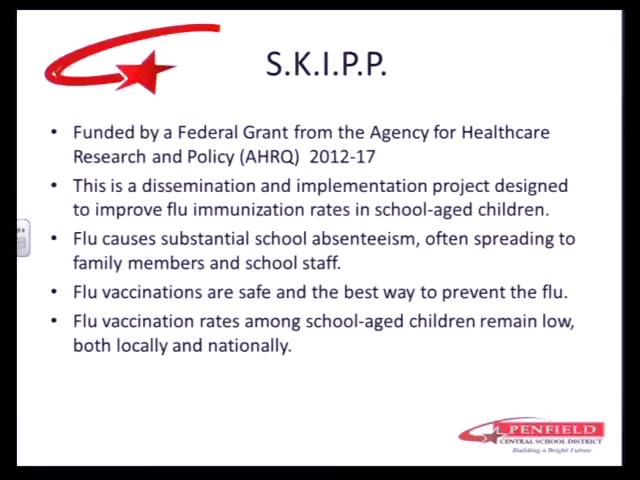 S.K.I.P.P.
• Funded by a Federal Grant from the Agency for Healthcare
Research and Policy (AHRQ) 2012-17
• This is a dissemination and implementation project designed
to improve flu immunization rates in school-aged children.
• Flu causes substantial school absenteeism, often spreading to
family members and school staff.
• Flu vaccinations are safe and the best way to prevent the flu.
• Flu vaccination rates among school-aged children remain low,
both locally and nationally.
PENFIELD
CENTRAL SCHOOL DISTRICT
Building a Bright Future